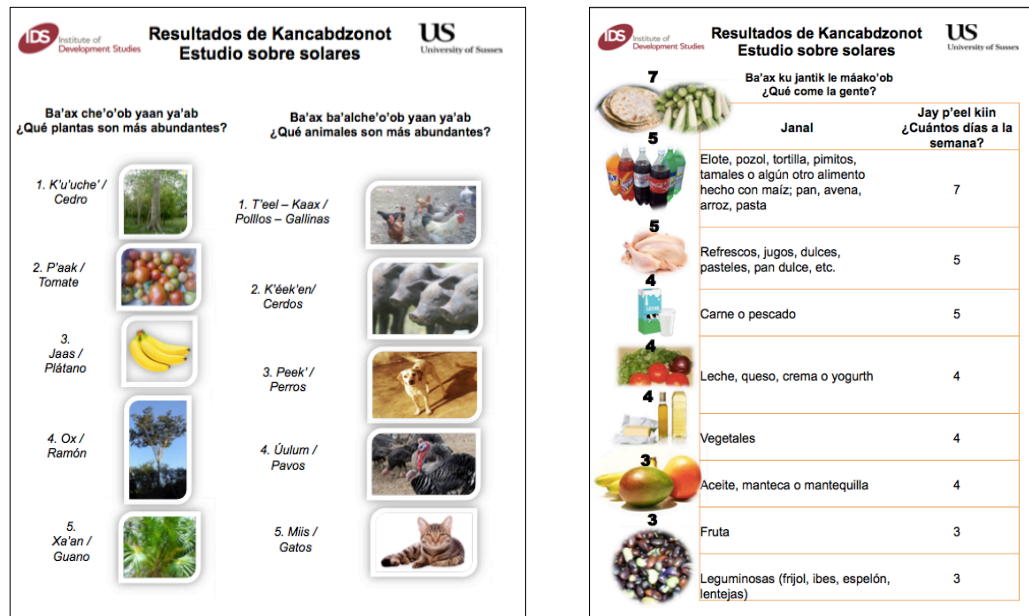 IDS Institute of
Development Studies
Resultados de Kancabdzonot
Estudio sobre solares
US
University of Sussex
Ba'ax che'o'ob yaan ya'ab
¿Qué plantas son más abundantes?
1. K'u'uche' /
Cedro
2. P'aak /
Tomate
3.
Jaas /
Plátano
4. Ox /
Ramón
5.
Xa'an /
Guano
Ba'ax ba'alche'o'ob yaan ya'ab
¿Qué animales son más abundantes?
1. T'eel – Kaax /
Polllos – Gallinas
2. K'éek'en/
Cerdos
3. Peek' /
Perros
4. Úulum /
Pavos
5. Miis /
Gatos
IDS Institute of
Development Studies
Resultados de Kancabdzonot
Estudio sobre solares
US
University of Sussex
Ba'ax ku jantik le máako'ob
¿Qué come la gente?
7
5
5
4
4
4
3
3
Janal
Jay p'eel kiin
¿Cuántos días a la
semana?
Elote, pozol, tortilla, pimitos,
tamales o algún otro alimento
hecho con maíz; pan, avena,
arroz, pasta
7
Refrescos, jugos, dulces,
pasteles, pan dulce, etc.
5
Carne o pescado
5
Leche, queso, crema o yogurth
4
Vegetales
4
Aceite, manteca o mantequilla
4
Fruta
3
Leguminosas (frijol, ibes, espelón,
lentejas)
3